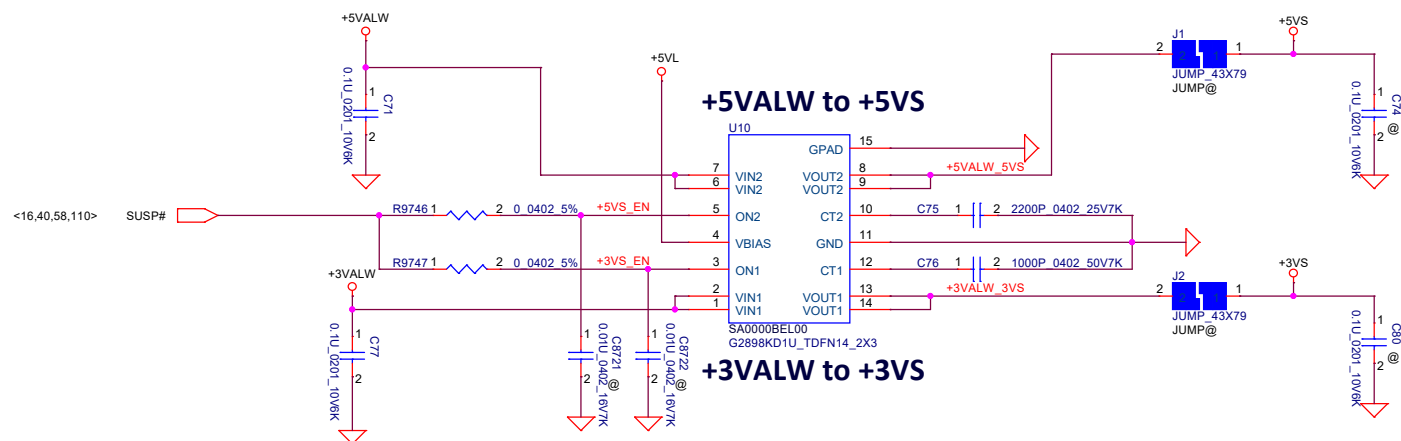 +5VALW
0.1U_0201_10V6K
1
C71
2
+5VL
+5VALW to +5VS
J1
2
2
1
1
JUMP_43X79
JUMP@
+5VS
0.1U_0201_10V6K
1
C74
2
@
U10
GPAD
15
7
VIN2
VOUT2
8
+5VALW_5VS
6
VIN2
VOUT2
9
<16,40,58,110>
SUSP#
R9746
1
2
0_0402_5%
+5VS_EN
5
ON2
CT2
10
C75
1
2
2200P_0402_25V7K
4
VBIAS
GND
11
R9747
1
2
0_0402_5%
+3VS_EN
3
ON1
CT1
12
C76
1
2
1000P_0402_50V7K
+3VALW
2
VIN1
VOUT1
13
+3VALW_3VS
1
VIN1
VOUT1
14
J2
2
2
1
1
JUMP_43X79
JUMP@
+3VS
0.1U_0201_10V6K
1
C77
2
0.01U_0402_16V7K
1
C8721
2
@
0.01U_0402_16V7K
1
C8722
2
@
SA0000BEL00
G2898KD1U_TDFN14_2X3
+3VALW to +3VS
0.1U_0201_10V6K
1
C80
2
@